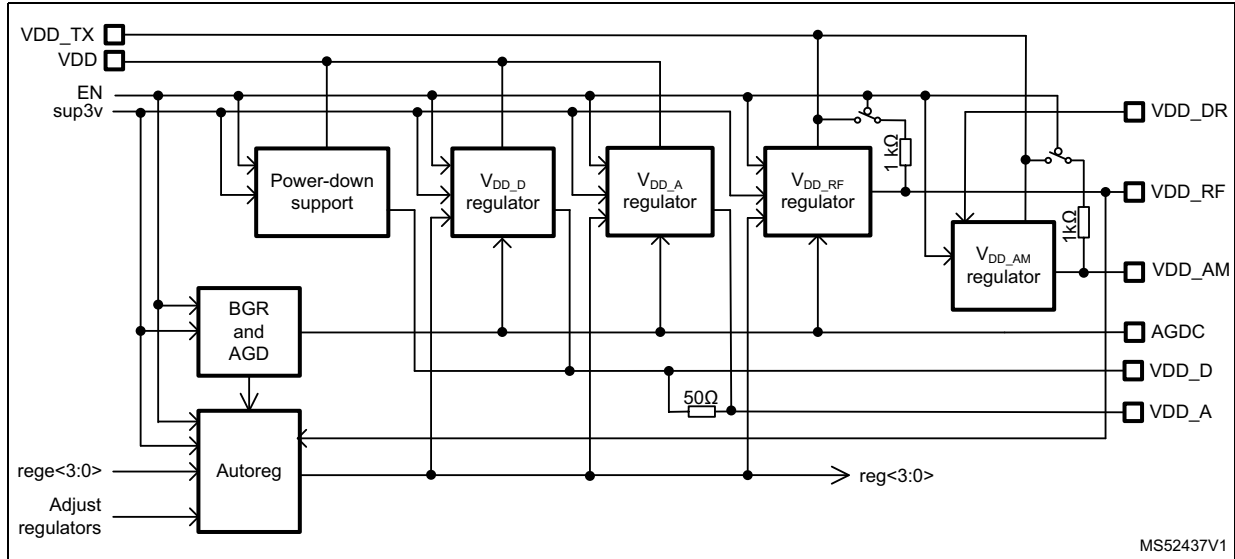 VDD_TX
VDD
EN
sup3v
Power-down
support
VDD_D
regulator
VDD_A
regulator
VDD_RF
regulator
1 kΩ
VDD_AM
regulator
1kΩ
VDD_DR
VDD_RF
VDD_AM
AGDC
VDD_D
VDD_A
BGR
and
AGD
50Ω
Autoreg
rege<3:0>
Adjust
regulators
reg<3:0>
MS52437V1